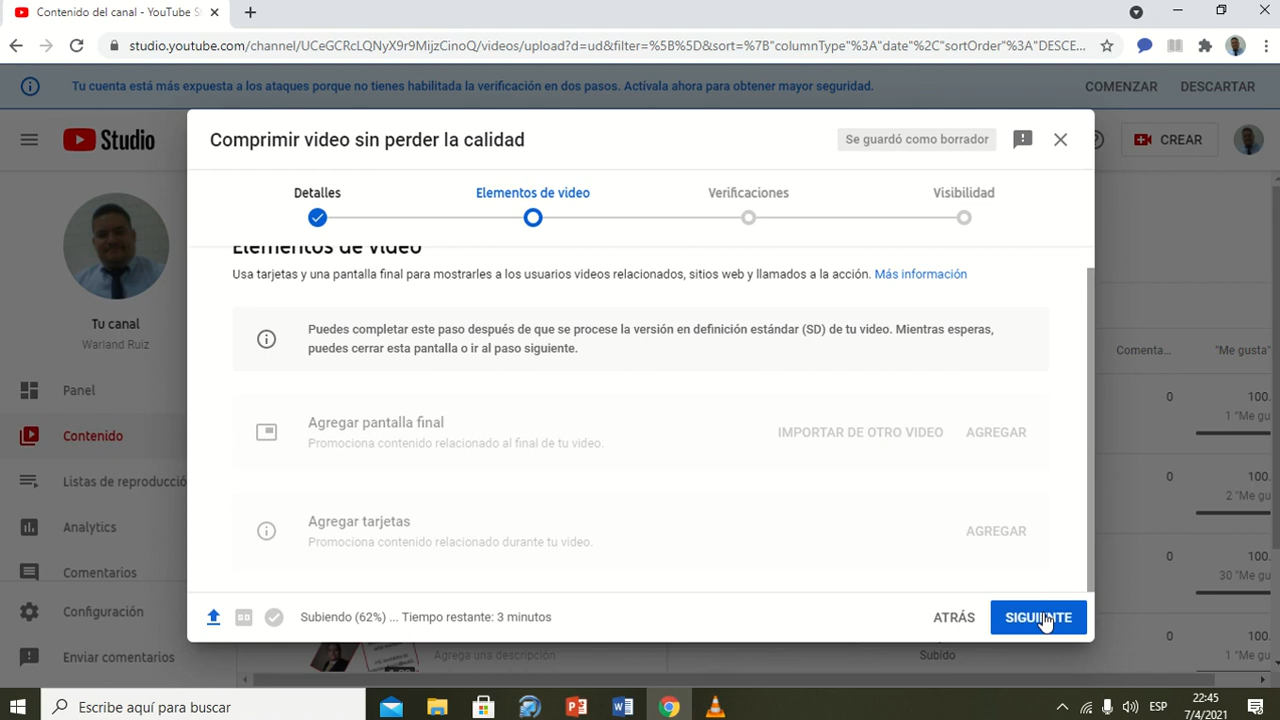 Contenido del canal - YouTube S
studio.youtube.com/channel/UCeGCRcLQNyX9r9MijzCinoQ/videos/upload?d=ud&filter=%5B%5D&sort=%7B"columnType"%3A"date"%2C"sortOrder"%3A"DESCE...
Tu cuenta está más expuesta a los ataques porque no tienes habilitada la verificación en dos pasos. Actívala ahora para obtener mayor seguridad.
COMENZAR
DESCARTAR
Studio
Comprimir video sin perder la calidad
Se guardó como borrador
CREAR
Detalles
Elementos de video
Verificaciones
Visibilidad
Elementos de video
Usa tarjetas y una pantalla final para mostrarles a los usuarios videos relacionados, sitios web y llamados a la acción. Más información
Puedes completar este paso después de que se procese la versión en definición estándar (SD) de tu video. Mientras esperas,
puedes cerrar esta pantalla o ir al paso siguiente.
Agregar pantalla final
Promociona contenido relacionado al final de tu video.
IMPORTAR DE OTRO VIDEO
AGREGAR
Agregar tarjetas
Promociona contenido relacionado durante tu video.
AGREGAR
Subiendo (62%) ... Tiempo restante: 3 minutos
ATRÁS
SIGUIENTE
Tu canal
Warland Ruiz
Panel
Contenido
Listas de reproducció
Analytics
Comentarios
Configuración
Enviar comentarios
Comenta...
"Me gusta"
0
100.
1 "Me gu
0
100.
2 "Me gu
0
100.
30 "Me gu
0
100.
1 "Me gu
Agrega una descripción
Subido
Escribe aquí para buscar
ESP
22:45
7/4/2021